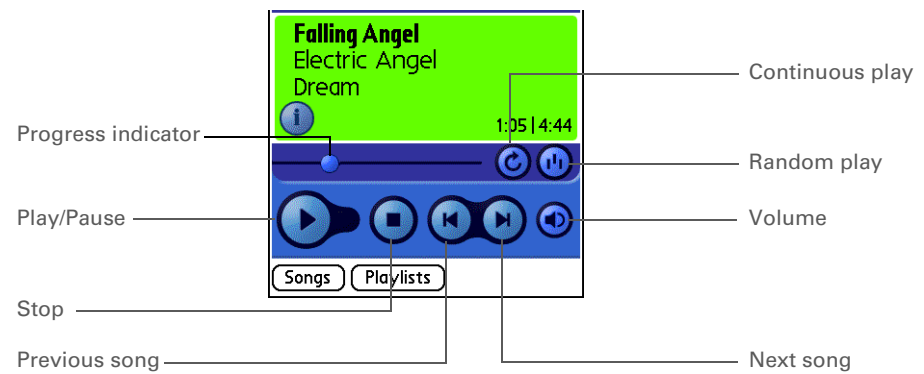 Falling Angel
Electric Angel
Dream
i
1:05 | 4:44
Continuous play
Progress indicator
Random play
Play/Pause
Volume
Songs
Playlists
Stop
Previous song
Next song